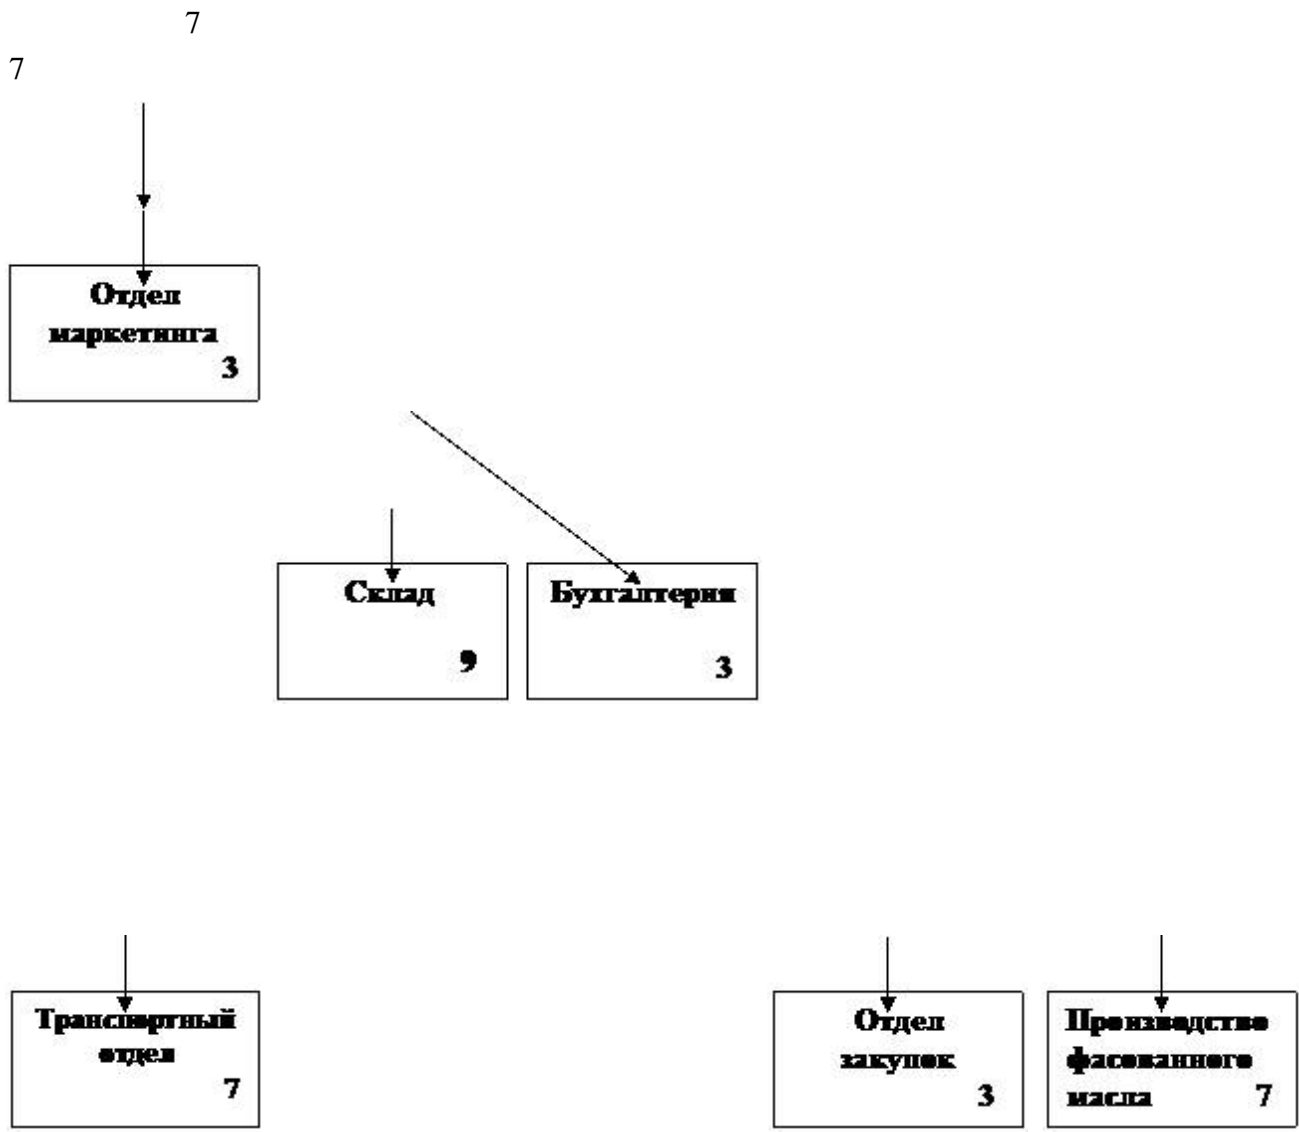 7
7
Отдел
маркетинга
3
Склад
9
Бухгалтерия
3
Транспортный
отдел
7
Отдел
закупок
3
Производство
фасованного
масла 7